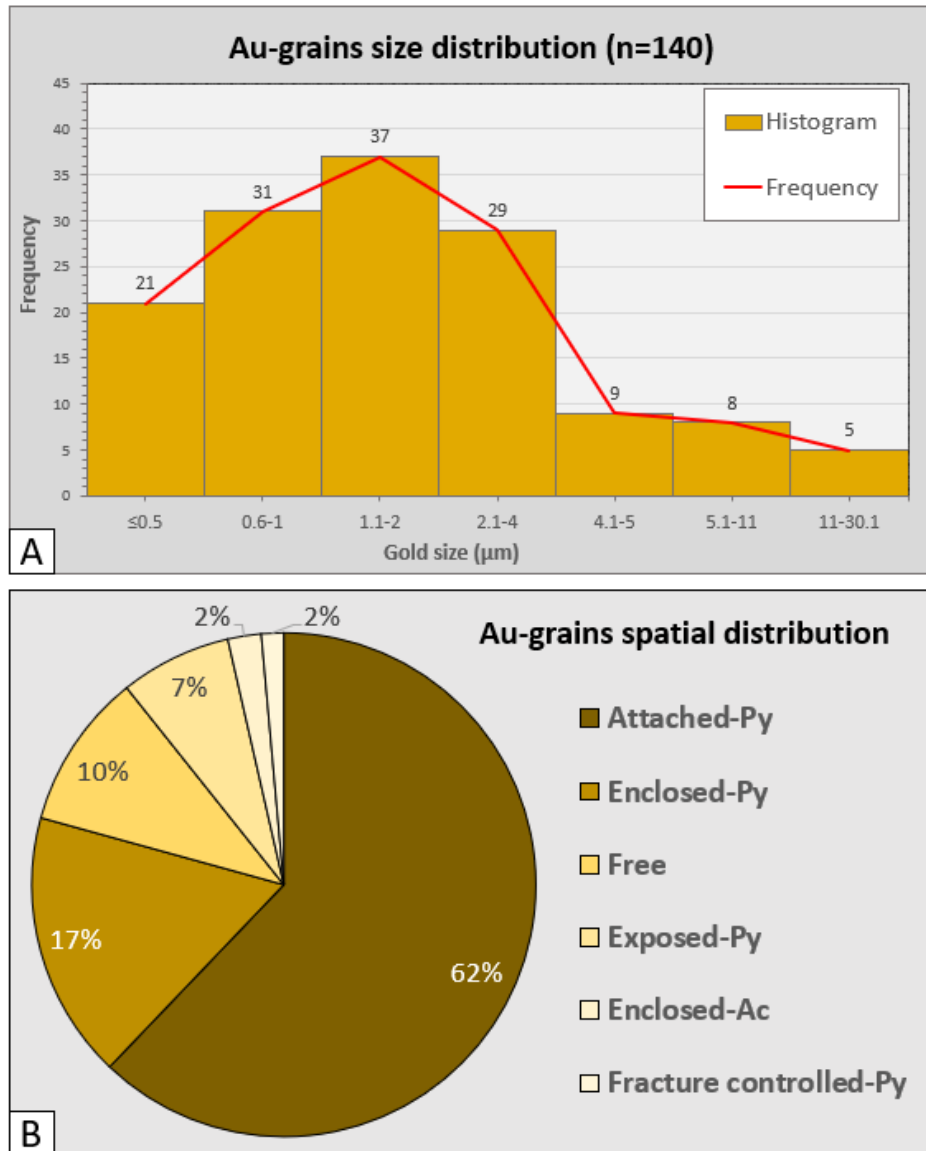 Au-grains size distribution (n=140)
45
40
35
30
25
20
15
10
5
0
Frequency
21
31
37
29
9
8
5
Histogram
Frequency
≤0.5 0.6-1 1.1-2 2.1-4 4.1-5 5.1-11 11-30.1
Gold size (µm)
A
Au-grains spatial distribution
2% 2%
7%
10%
17%
62%
Attached-Py
Enclosed-Py
Free
Exposed-Py
Enclosed-Ac
Fracture controlled-Py
B